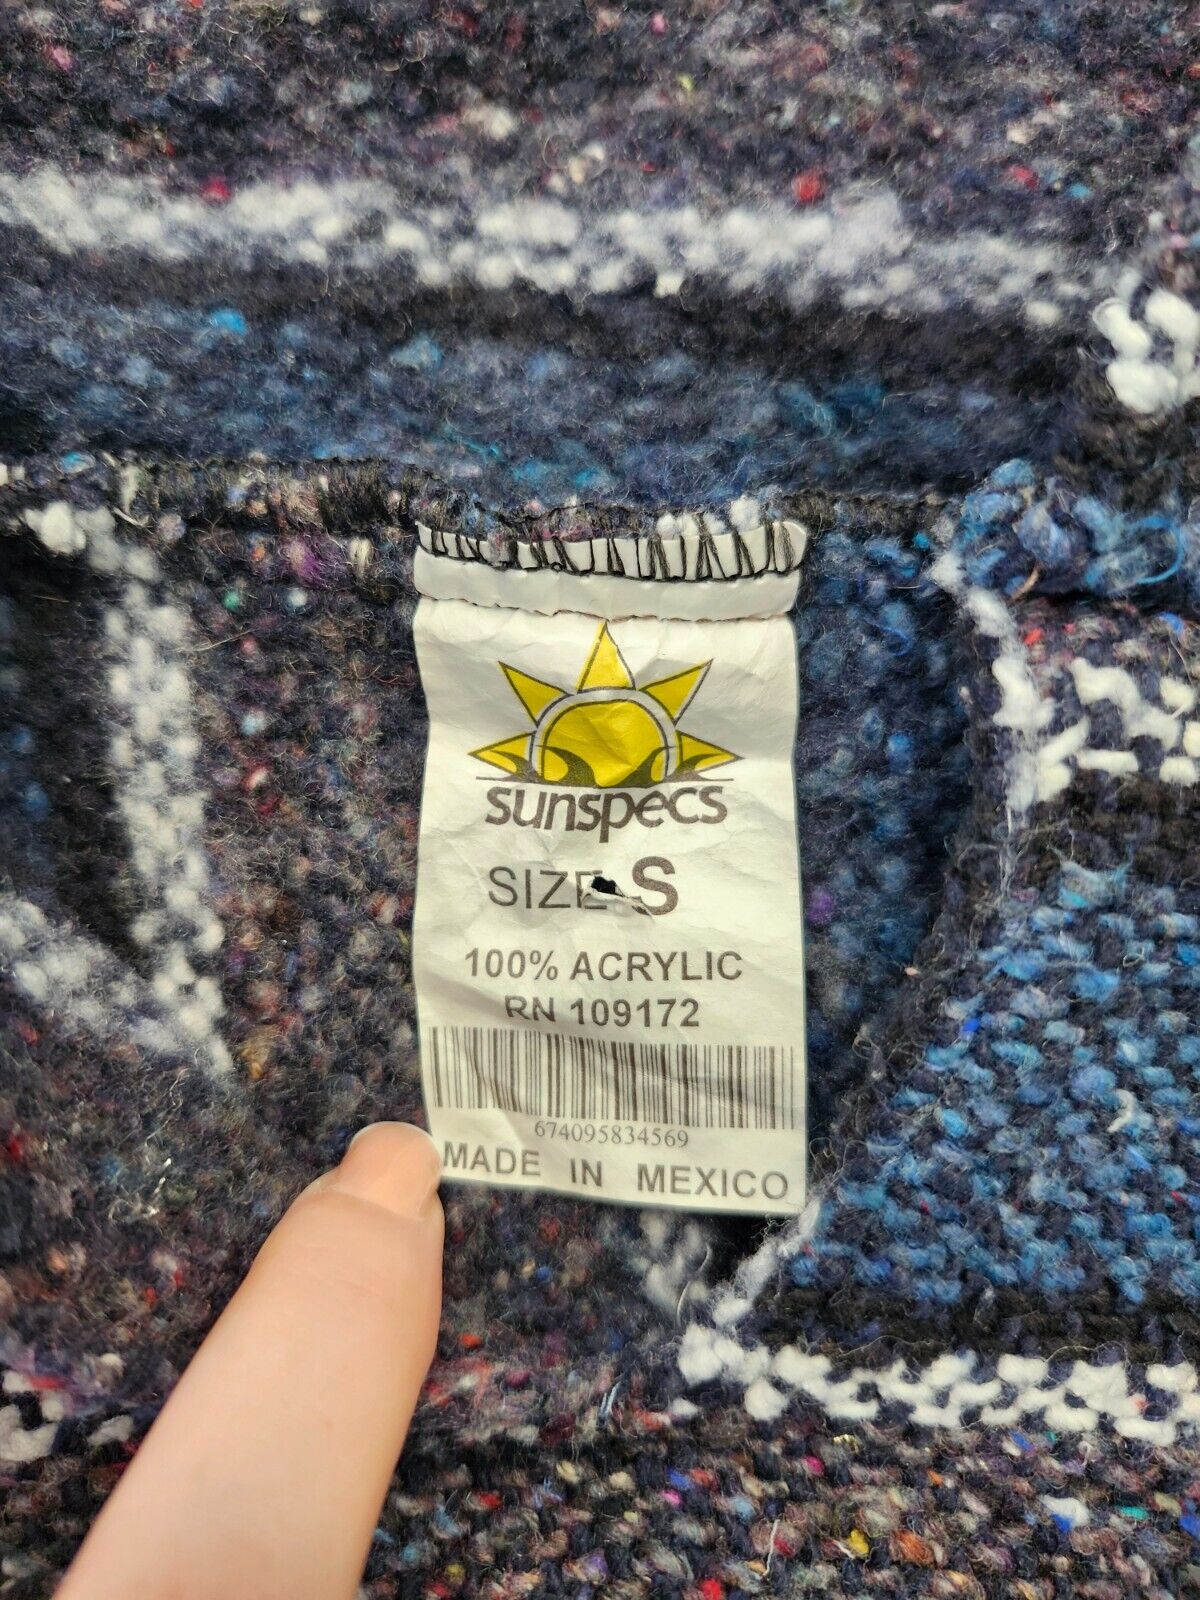 sunspecs
SIZE S
100% ACRYLIC
RN 109172
674095834569
MADE IN MEXICO